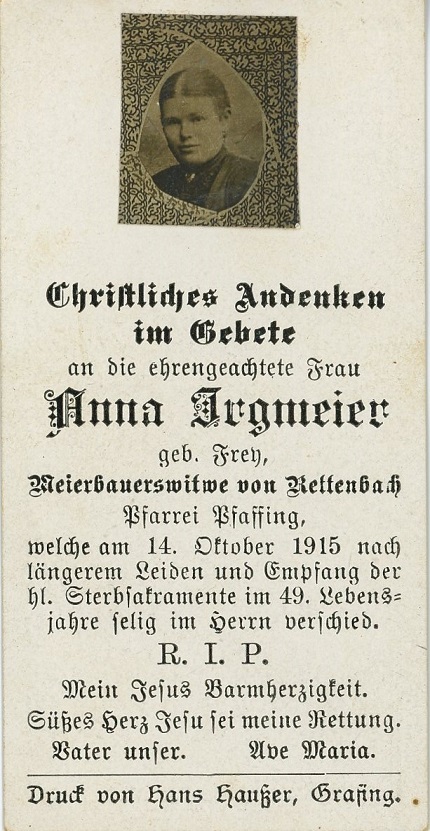 Christliches Andenken
im Gebete
an die ehrengeachtete Frau
Anna Irgmeier
geb. Frey,
Meierbauerswitwe von Rettenbach
Pfarrei Pfaffing,
welche am 14. Oktober 1915 nach
längerem Leiden und Empfang der
hl. Sterbsakramente im 49. Lebens-
jahre selig im Herrn verschied.
R. I. P.
Mein Jesus Barmherzigkeit.
Süßes Herz Jesu sei meine Rettung.
Vater unser. Ave Maria.
Druck von Hans Haußer, Grafing.